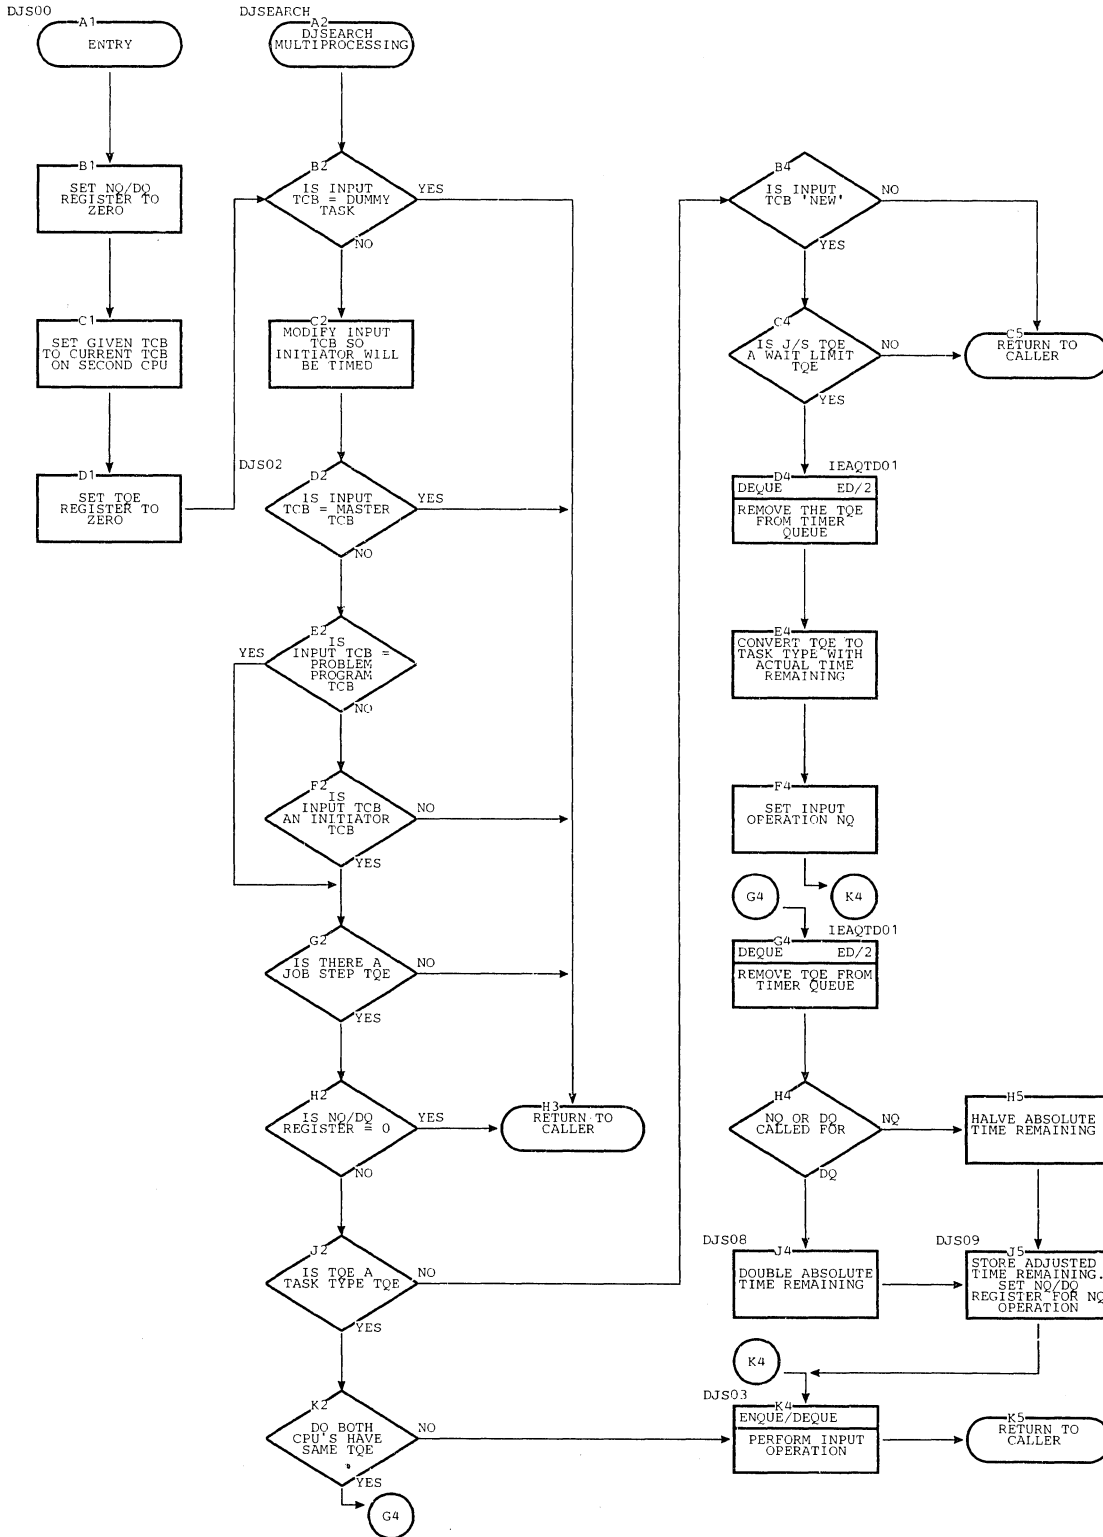 DJS00
A1
ENTRY
B1
SET NQ/DQ
REGISTER TO
ZERO
C1
SET GIVEN TCB
TO CURRENT TCB
ON SECOND CPU
D1
SET TQE
REGISTER TO
ZERO
DJSEARCH
A2
DJSEARCH
MULTIPROCESSING
B2
IS INPUT
TCB = DUMMY
TASK
YES
NO
C2
MODIFY INPUT
TCB SO
INITIATOR WILL
BE TIMED
DJS02
D2
IS INPUT
TCB = MASTER
TCB
YES
NO
E2
IS
INPUT TCB =
PROBLEM
PROGRAM
TCB
YES
NO
F2
IS
INPUT TCB
AN INITIATOR
TCB
NO
YES
G2
IS THERE A
JOB STEP TQE
NO
YES
H2
IS NQ/DQ
REGISTER = 0
YES
NO
H3
RETURN TO
CALLER
J2
IS TQE A
TASK TYPE TQE
NO
YES
K2
DO BOTH
CPU'S HAVE
SAME TQE
NO
YES
G4
B4
IS INPUT
TCB 'NEW'
NO
YES
C4
IS J/S TQE
A WAIT LIMIT
TQE
NO
YES
C5
RETURN TO
CALLER
IEAQTD01
D4
DEQUE ED/2
REMOVE THE TQE
FROM TIMER
QUEUE
E4
CONVERT TQE TO
TASK TYPE WITH
ACTUAL TIME
REMAINING
F4
SET INPUT
OPERATION NQ
G4
K4
IEAQTD01
G4
DEQUE ED/2
REMOVE TQE FROM
TIMER QUEUE
H4
NQ OR DQ
CALLED FOR
NQ
DQ
H5
HALVE ABSOLUTE
TIME REMAINING
DJS08
J4
DOUBLE ABSOLUTE
TIME REMAINING
DJS09
J5
STORE ADJUSTED
TIME REMAINING.
SET NQ/DQ
REGISTER FOR NQ
OPERATION
K4
DJS03
K4
ENQUE/DEQUE
PERFORM INPUT
OPERATION
K5
RETURN TO
CALLER